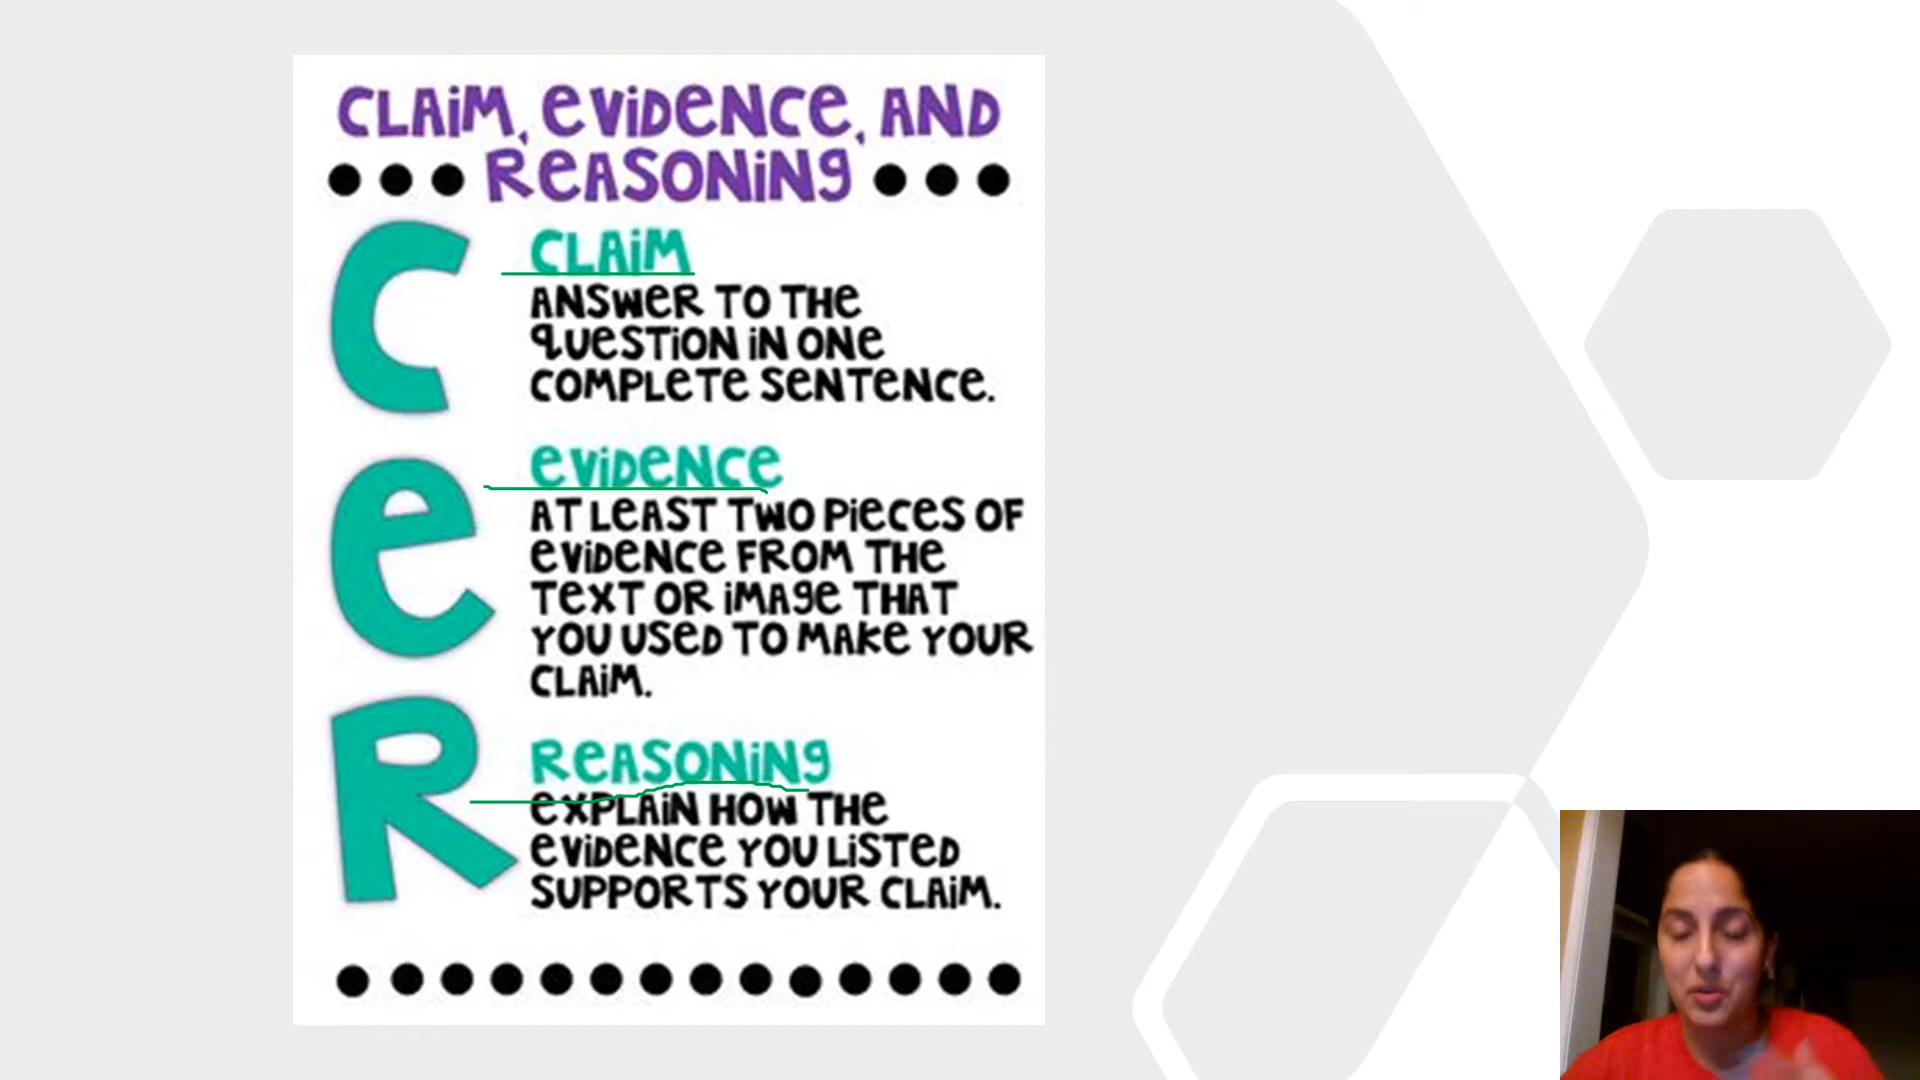 CLAiM, eViDeNCe, AND
ReASONiNg
C
CLAiM
ANSWeR TO THe
QUeSTiON iN ONe
COMPLeTe SeNTeNCe.
e
eViDeNCe
AT LeAST TWO PieCeS OF
eViDeNCe FROM THe
TeXT OR iMAge THAT
YOU USeD TO MAKe YOUR
CLAiM.
R
ReASONiNg
eXPLAiN HOW THe
eViDeNCe YOU LiSTeD
SUPPORTS YOUR CLAiM.